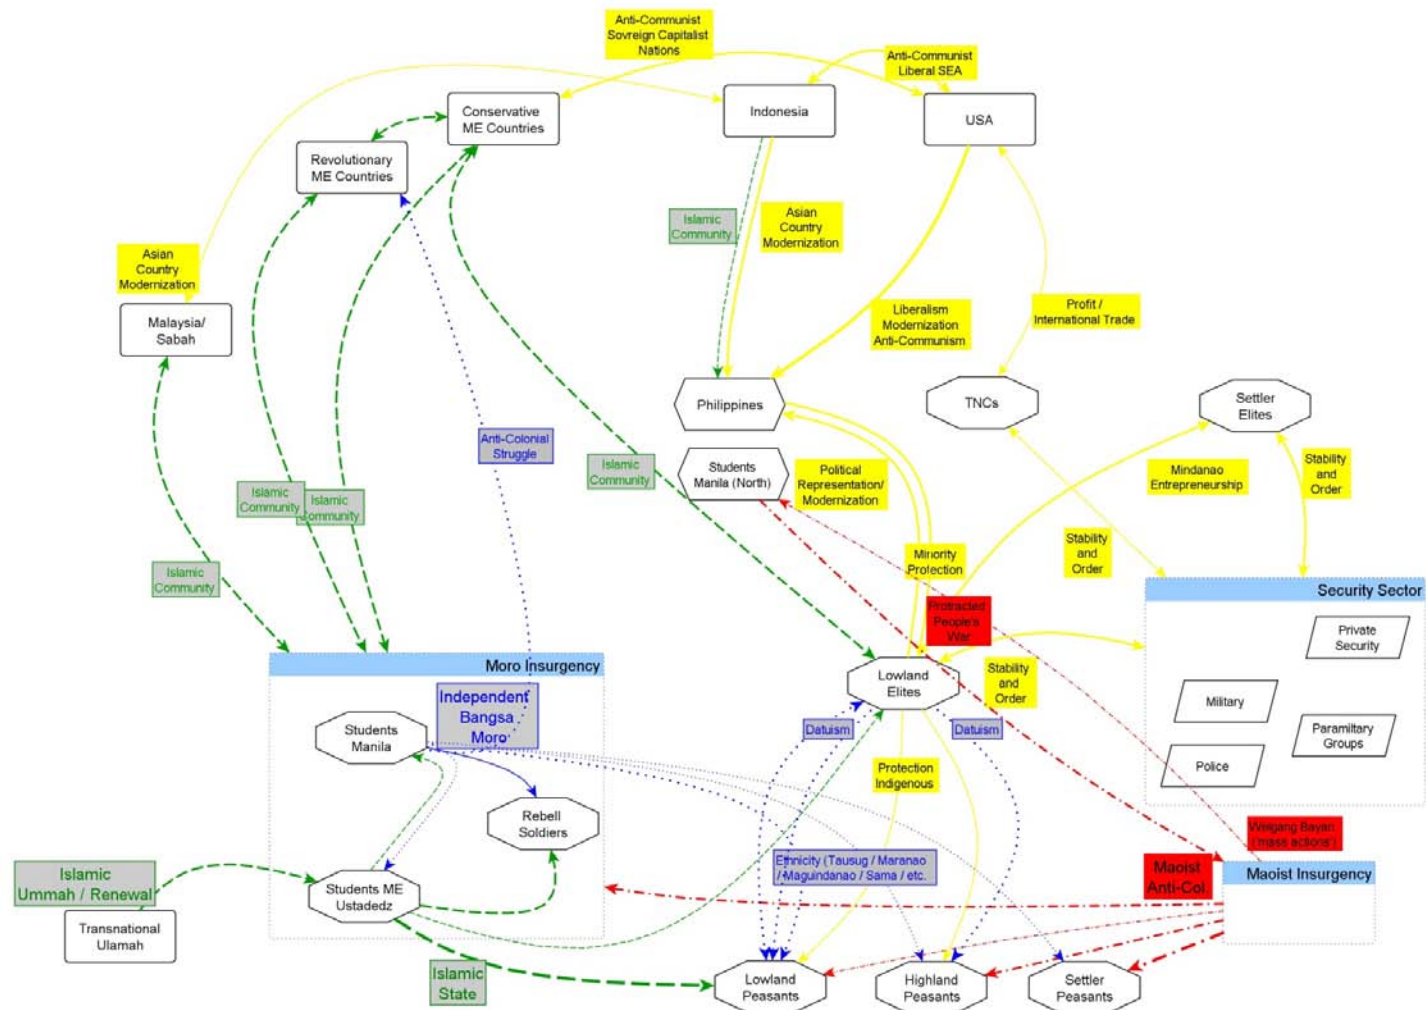 Anti-Communist
Sovreign Capitalist
Nations
Anti-Communist
Liberal SEA
Conservative
ME Countries
Indonesia
USA
Revolutionary
ME Countries
Islamic
Community
Asian
Country
Modernization
Asian
Country
Modernization
Malaysia/
Sabah
Liberalism
Modernization
Anti-Communism
Profit /
International Trade
Philippines
TNCs
Settler
Elites
Anti-Colonial
Struggle
Islamic
Community
Students
Manila (North)
Political
Representation/
Modernization
Mindanao
Entrepreneurship
Stability
and
Order
Islamic
Community
Islamic
Community
Islamic
Community
Minority
Protection
Stability
and
Order
Protracted
People's
War
Security Sector
Private
Security
Military
Paramiltary
Groups
Police
Moro Insurgency
Independent
Bangsa
Moro
Students
Manila
Lowland
Elites
Stability
and
Order
Datuism
Datuism
Protection
Indigenous
Rebell
Soldiers
Welgang Bayan
('mass actions')
Islamic
Ummah / Renewal
Students ME
Ustadedz
Ethnicity (Tausug / Maranao
/ Maguindanao / Sama / etc.
Maoist
Anti-Col.
Maoist Insurgency
Transnational
Ulamah
Islamic
State
Lowland
Peasants
Highland
Peasants
Settler
Peasants